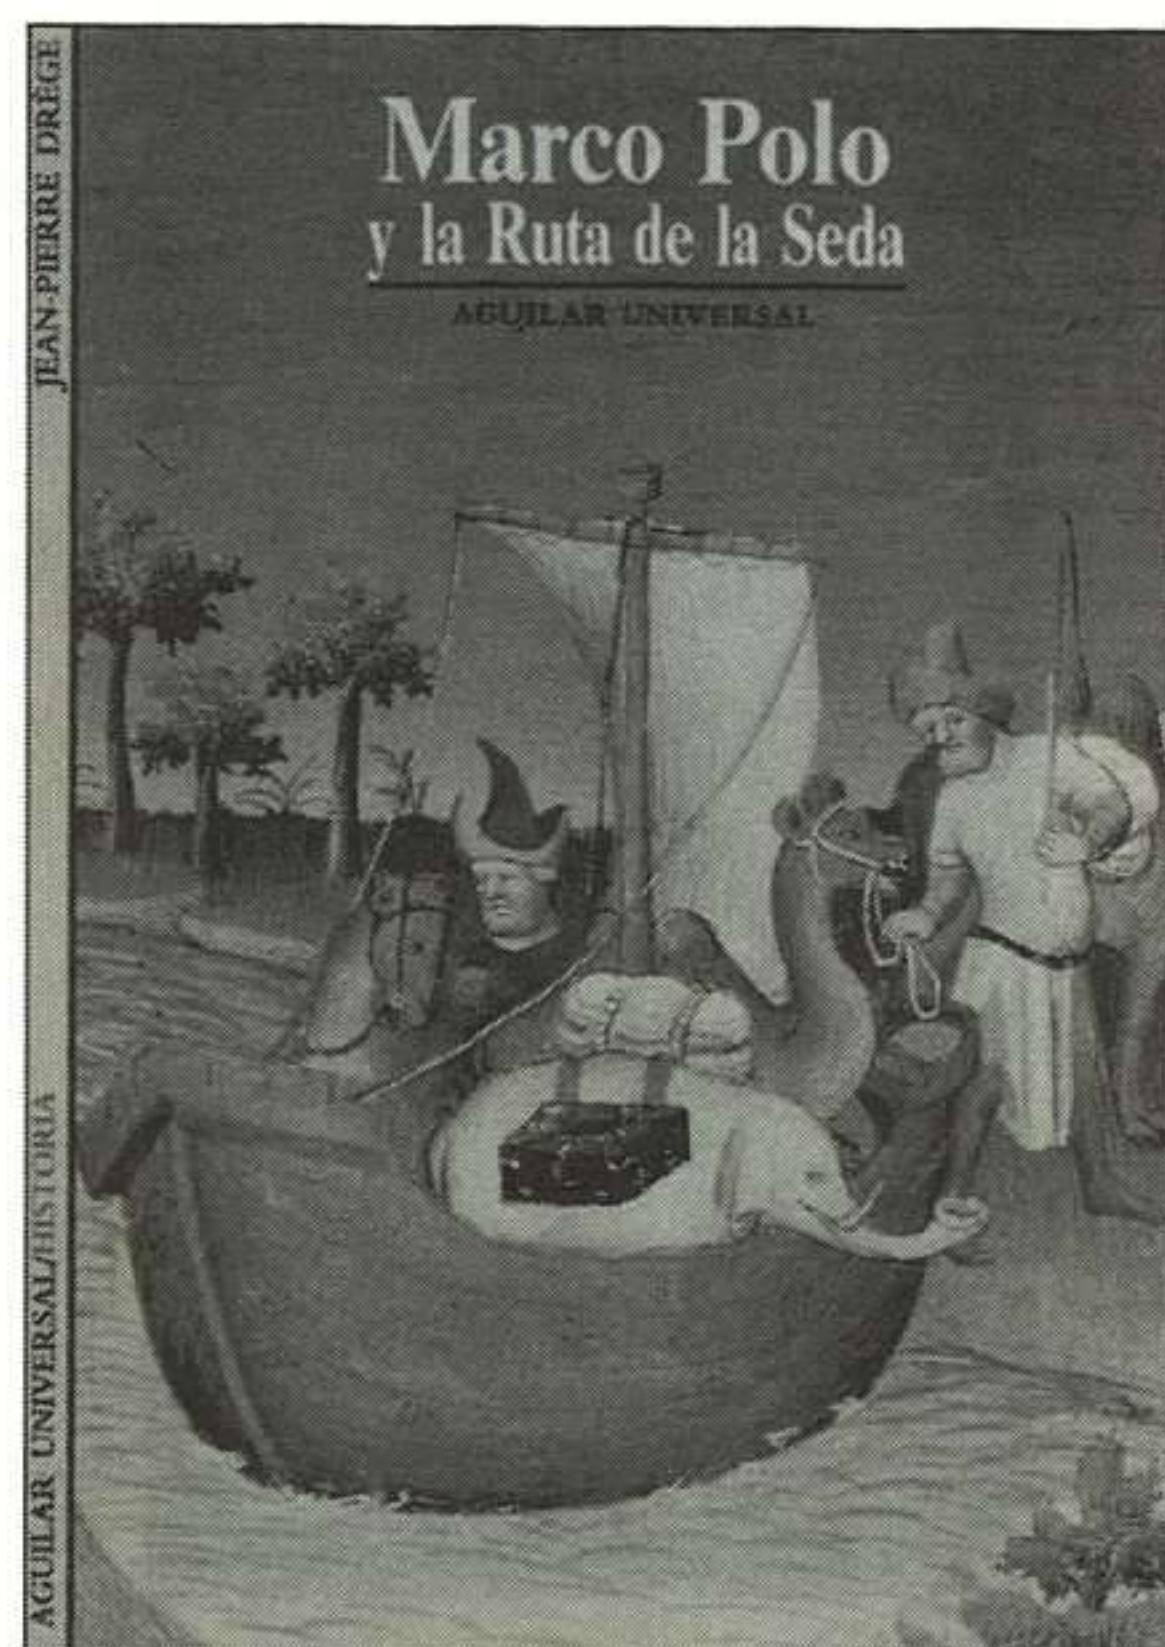 Marco Polo
y la Ruta de la Seda
AGUILAR UNIVERSAL
JEAN-PIERRE DRÈGE
AGUILAR UNIVERSAL/HISTORIA